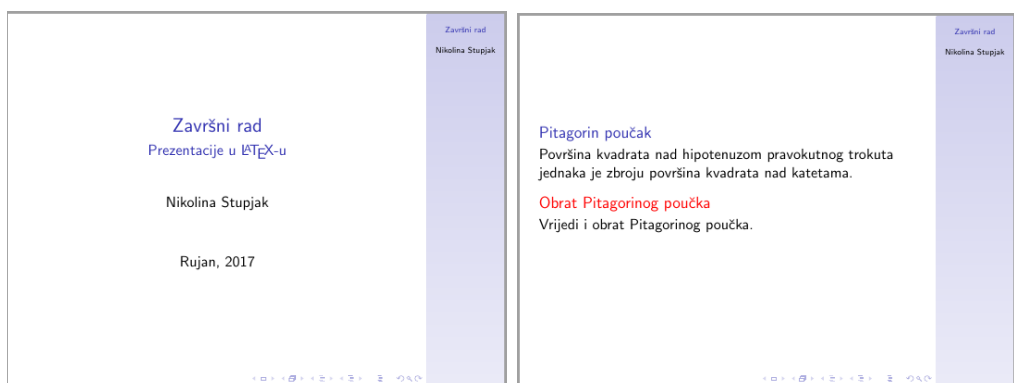 Završni rad
Nikolina Stupjak
Završni rad
Prezentacije u LATEX-u
Nikolina Stupjak
Rujan, 2017
Završni rad
Nikolina Stupjak
Pitagorin poučak
Površina kvadrata nad hipotenuzom pravokutnog trokuta
jednaka je zbroju površina kvadrata nad katetama.
Obrat Pitagorinog poučka
Vrijedi i obrat Pitagorinog poučka.